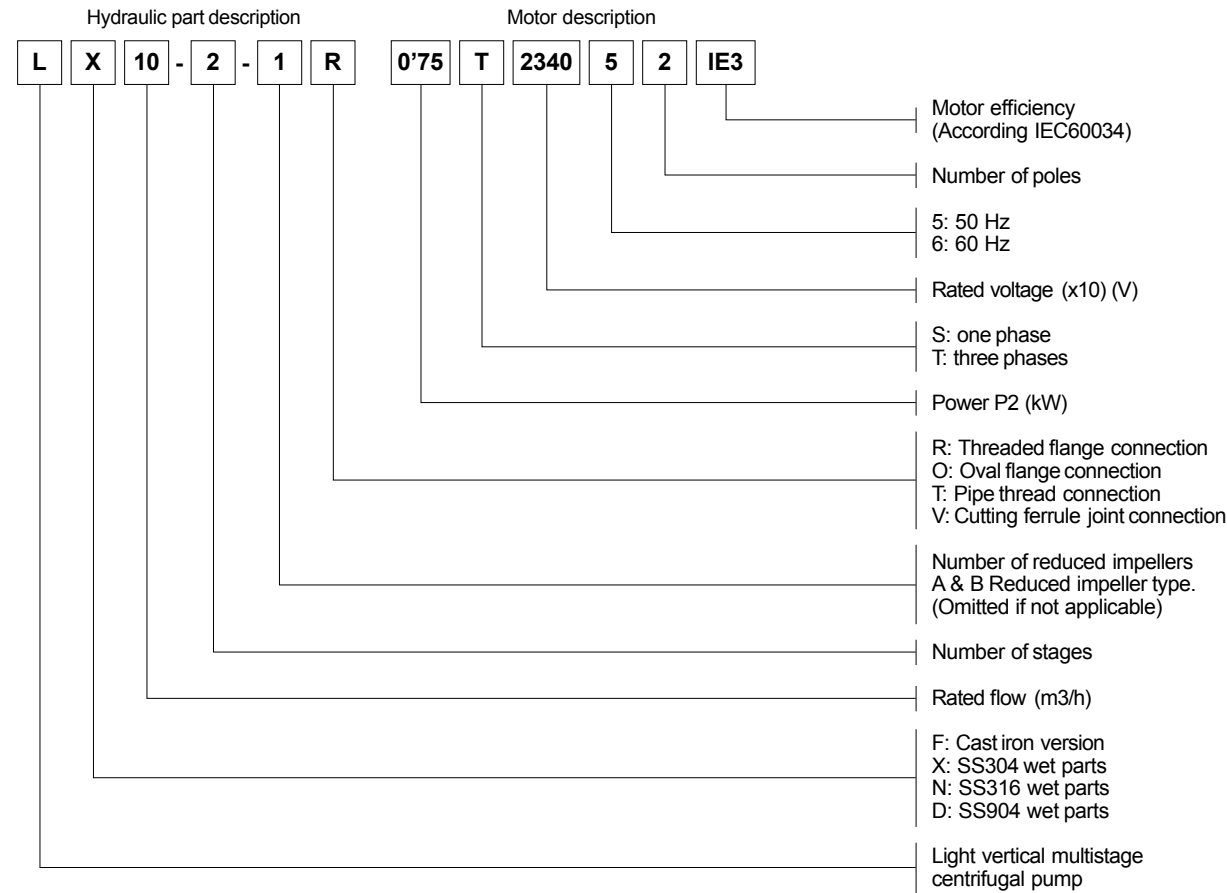 Hydraulic part description Motor description
L X 10 - 2 - 1 R 0'75 T 2340 5 2 IE3
Motor efficiency
(According IEC60034)
Number of poles
5: 50 Hz
6: 60 Hz
Rated voltage (x10) (V)
S: one phase
T: three phases
Power P2 (kW)
R: Threaded flange connection
O: Oval flange connection
T: Pipe thread connection
V: Cutting ferrule joint connection
Number of reduced impellers
A & B Reduced impeller type.
(Omitted if not applicable)
Number of stages
Rated flow (m3/h)
F: Cast iron version
X: SS304 wet parts
N: SS316 wet parts
D: SS904 wet parts
Light vertical multistage
centrifugal pump